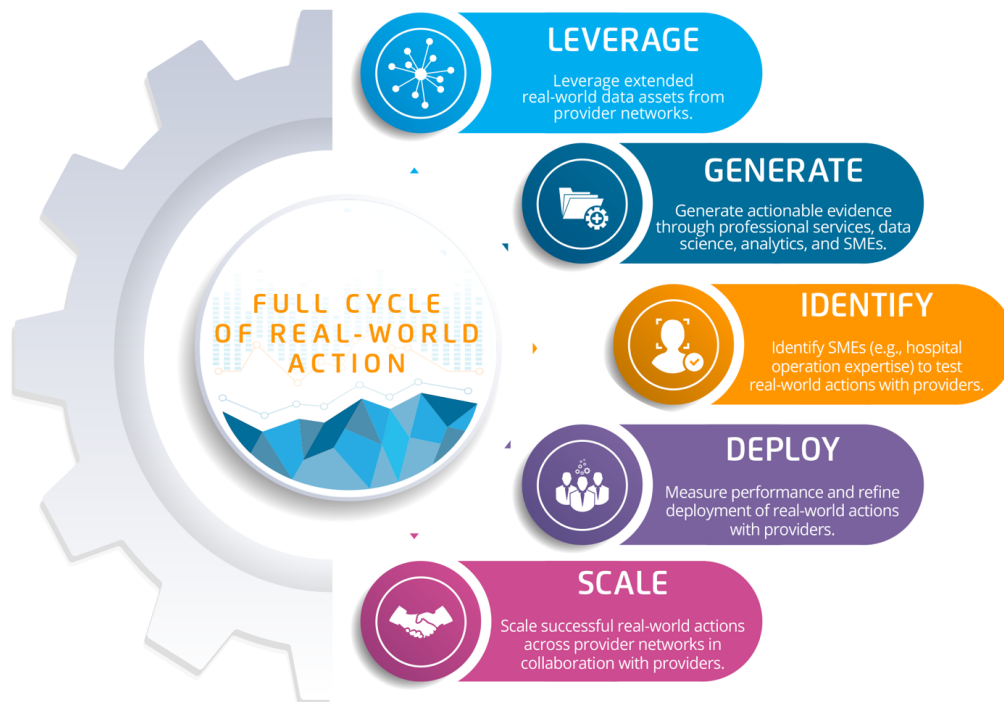 LEVERAGE
Leverage extended
real-world data assets from
provider networks.
GENERATE
Generate actionable evidence
through professional services, data
science, analytics, and SMEs.
FULL CYCLE
OF REAL-WORLD
ACTION
IDENTIFY
Identify SMEs (e.g., hospital
operation expertise) to test
real-world actions with providers.
DEPLOY
Measure performance and refine
deployment of real-world actions
with providers.
SCALE
Scale successful real-world actions
across provider networks in
collaboration with providers.